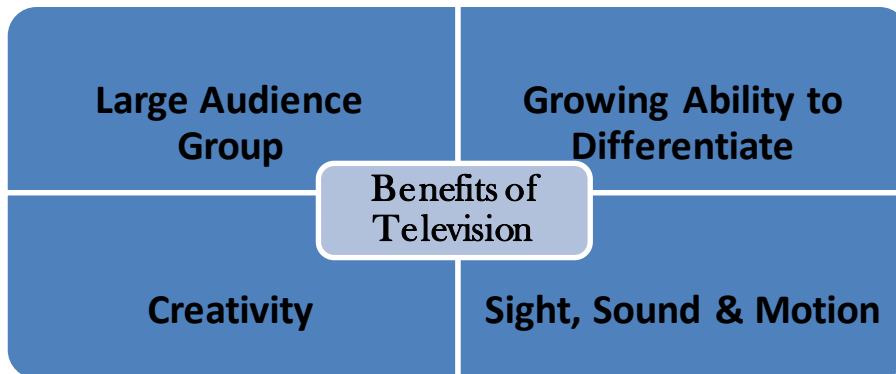 Large Audience
Group
Growing Ability to
Differentiate
Benefits of
Television
Creativity
Sight, Sound & Motion